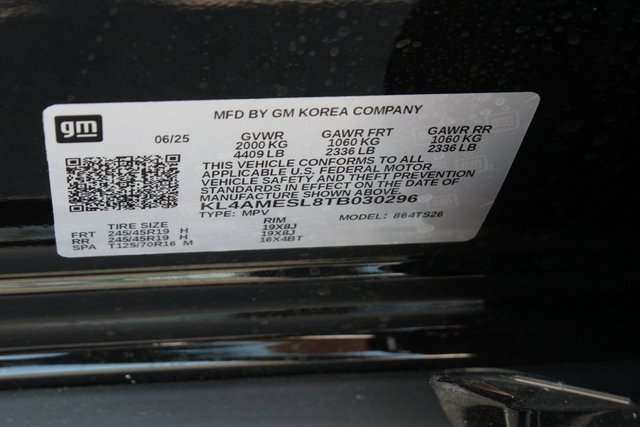 gm
MFD BY GM KOREA COMPANY
06/25 GVWR GAWR FRT GAWR RR
2000 KG 1060 KG 1060 KG
4409 LB 2336 LB 2336 LB
THIS VEHICLE CONFORMS TO ALL
APPLICABLE U.S. FEDERAL MOTOR
VEHICLE SAFETY AND THEFT PREVENTION
STANDARDS IN EFFECT ON THE DATE OF
MANUFACTURE SHOWN ABOVE.
KL4AMESL8TB030296
TYPE: MPV MODEL: 864TS26
TIRE SIZE RIM
FRT 245/45R19 H 19X8J
RR 245/45R19 H 19X8J
SPA T125/70R16 M 16X4BT